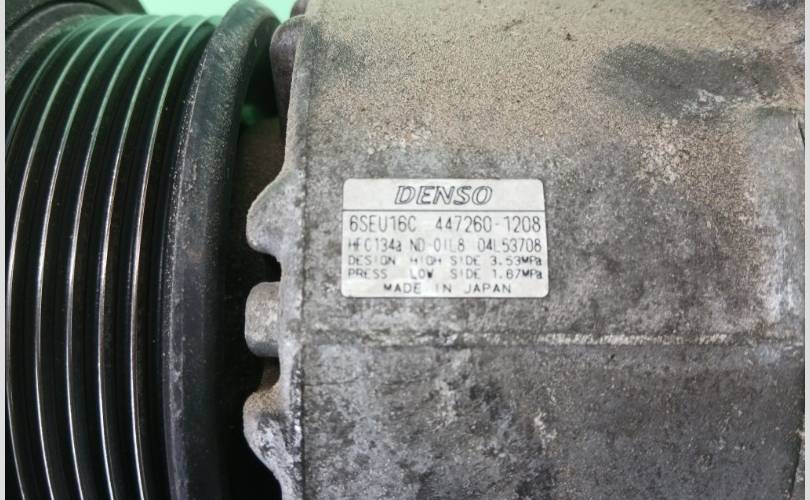 DENSO
6SEU16C 447260-1208
HFC134a ND-OIL8 04L53708
DESIGN HIGH SIDE 3.53MPa
PRESS LOW SIDE 1.67MPa
MADE IN JAPAN